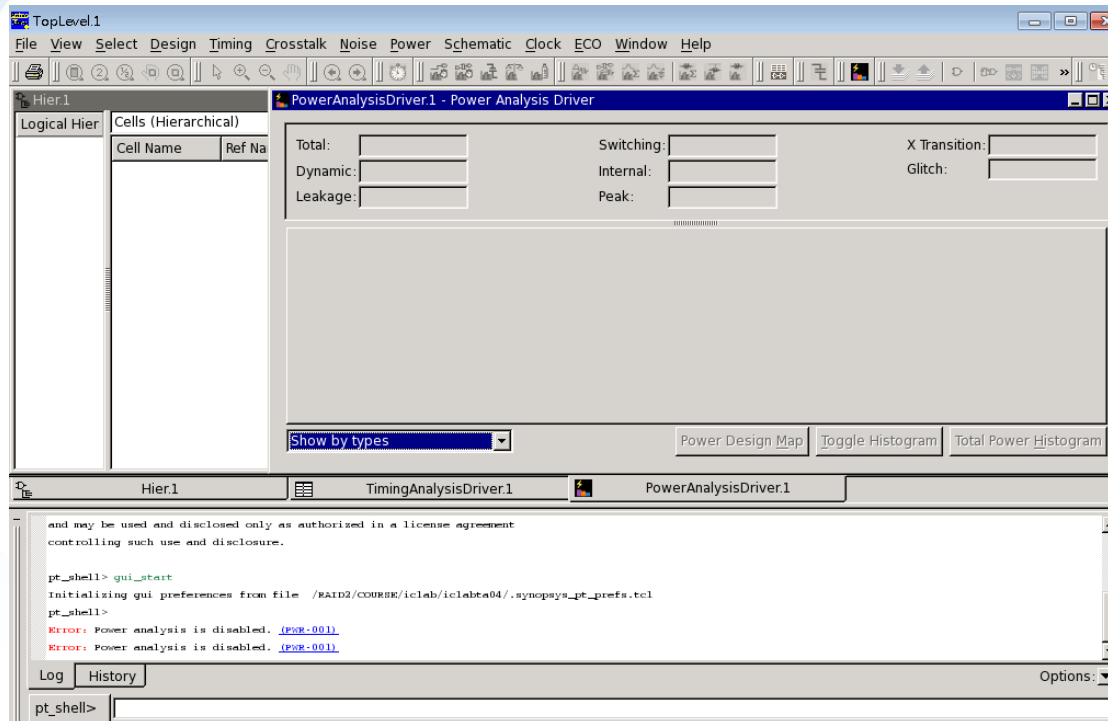 TopLevel.1
File View Select Design Timing Crosstalk Noise Power Schematic Clock ECO Window Help
Hier.1
PowerAnalysisDriver.1 - Power Analysis Driver
Logical Hier
Cells (Hierarchical)
Cell Name
Ref Na
Total:
Switching:
X Transition:
Dynamic:
Internal:
Glitch:
Leakage:
Peak:
Show by types
Power Design Map
Toggle Histogram
Total Power Histogram
Hier.1
TimingAnalysisDriver.1
PowerAnalysisDriver.1
and may be used and disclosed only as authorized in a license agreement
controlling such use and disclosure.
pt_shell> gui_start
Initializing gui preferences from file /RAID2/COURSE/iclab/iclabta04/.synopsys_pt_prefs.tcl
pt_shell>
Error: Power analysis is disabled. (PWR-001)
Error: Power analysis is disabled. (PWR-001)
Log
History
Options:
pt_shell>